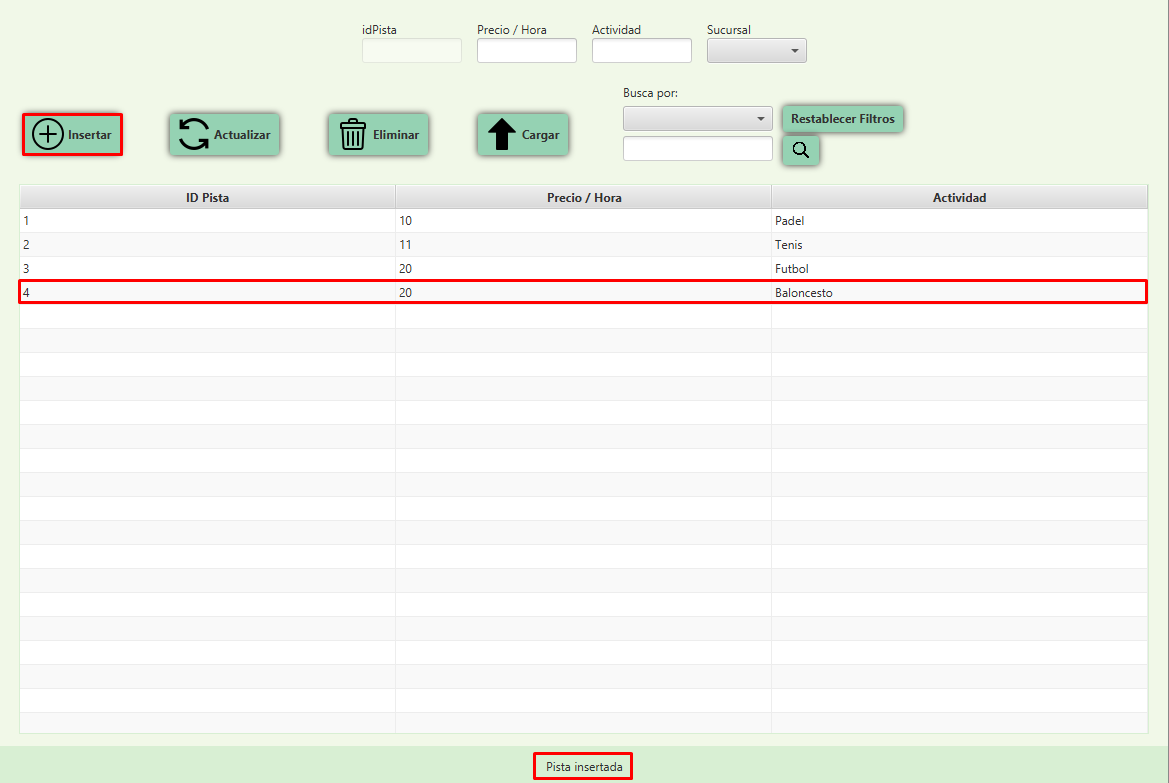 idPista Precio / Hora Actividad Sucursal
Busca por:
Insertar Actualizar Eliminar Cargar Restablecer Filtros
ID Pista Precio / Hora Actividad
1 10 Padel
2 11 Tenis
3 20 Futbol
4 20 Baloncesto
Pista insertada